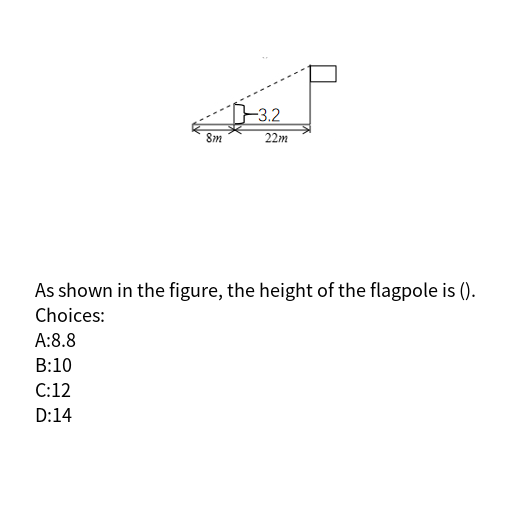 3.2
8m 22m
As shown in the figure, the height of the flagpole is ().
Choices:
A:8.8
B:10
C:12
D:14